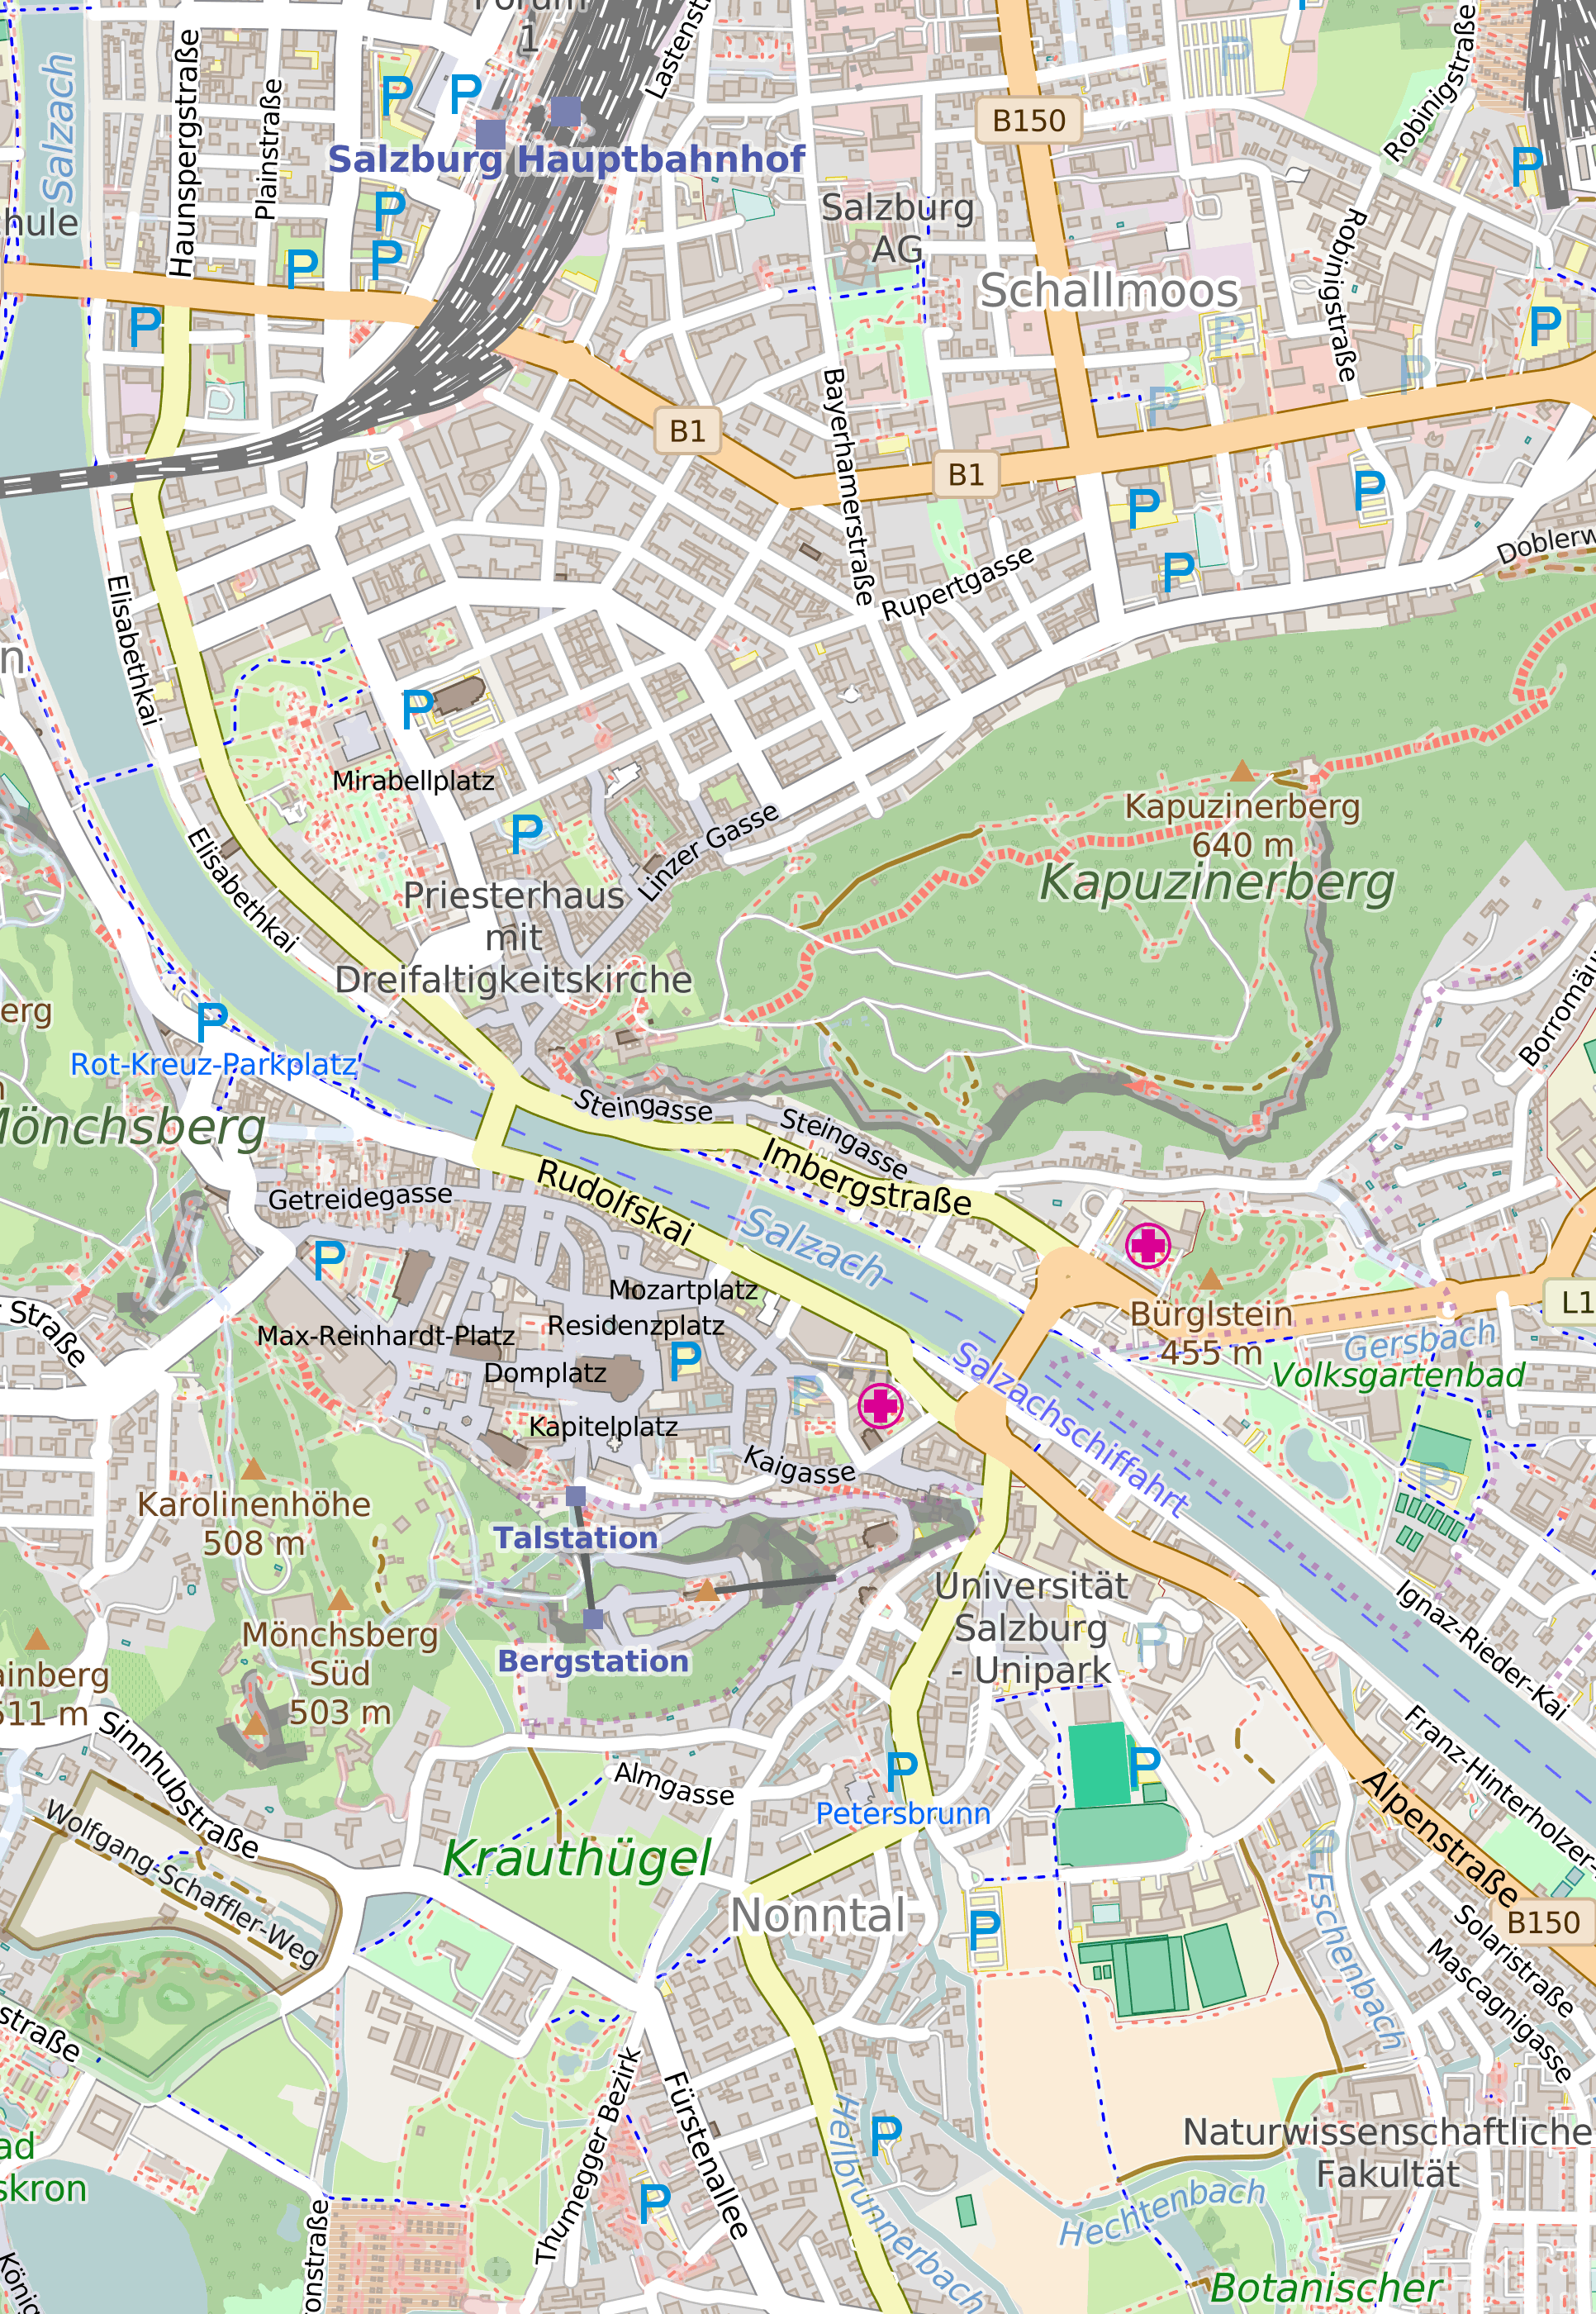 Forum
1
Lastenst
Salzach
Haunspergstraße
Plainstraße
P
P
P
Robinigstraße
B150
Salzburg Hauptbahnhof
P
P
hule
Salzburg
AG
P
P
Robinigstraße
Schallmoos
P
P
P
P
P
Bayerhamerstraße
B1
B1
P
P
Elisabethkai
Rupertgasse
P
Doblerw
n
P
Mirabellplatz
Kapuzinerberg
640 m
Kapuzinerberg
P
Linzer Gasse
Elisabethkai
Priesterhaus
mit
Dreifaltigkeitskirche
erg
P
Rot-Kreuz-Parkplatz
Borromäu
Mönchsberg
Steingasse
Steingasse
Imbergstraße
Getreidegasse
Rudolfskai
Salzach
P
Mozartplatz
Residenzplatz
Max-Reinhardt-Platz
Straße
P
Domplatz
P
Kapitelplatz
Kaigasse
Bürglstein
455 m
L1
Gersbach
Volksgartenbad
Salzachschiffahrt
P
Karolinenhöhe
508 m
Talstation
Universität
Salzburg
- Unipark
P
Ignaz-Rieder-Kai
Mönchsberg
Süd
503 m
Bergstation
ainberg
511 m
Sinnhubstraße
Franz-Hinterholzer-
Almgasse
P
Petersbrunn
P
Alpenstraße
Wolfgang-Schaffler-Weg
Krauthügel
P
Nonntal
P
Eschenbach
B150
Solaristraße
Mascagnigasse
straße
Thumegger Bezirk
Fürstenallee
Hellbrunnerbach
P
Naturwissenschaftliche
Fakultät
ad
skron
P
Hechtenbach
onstraße
König
Botanischer